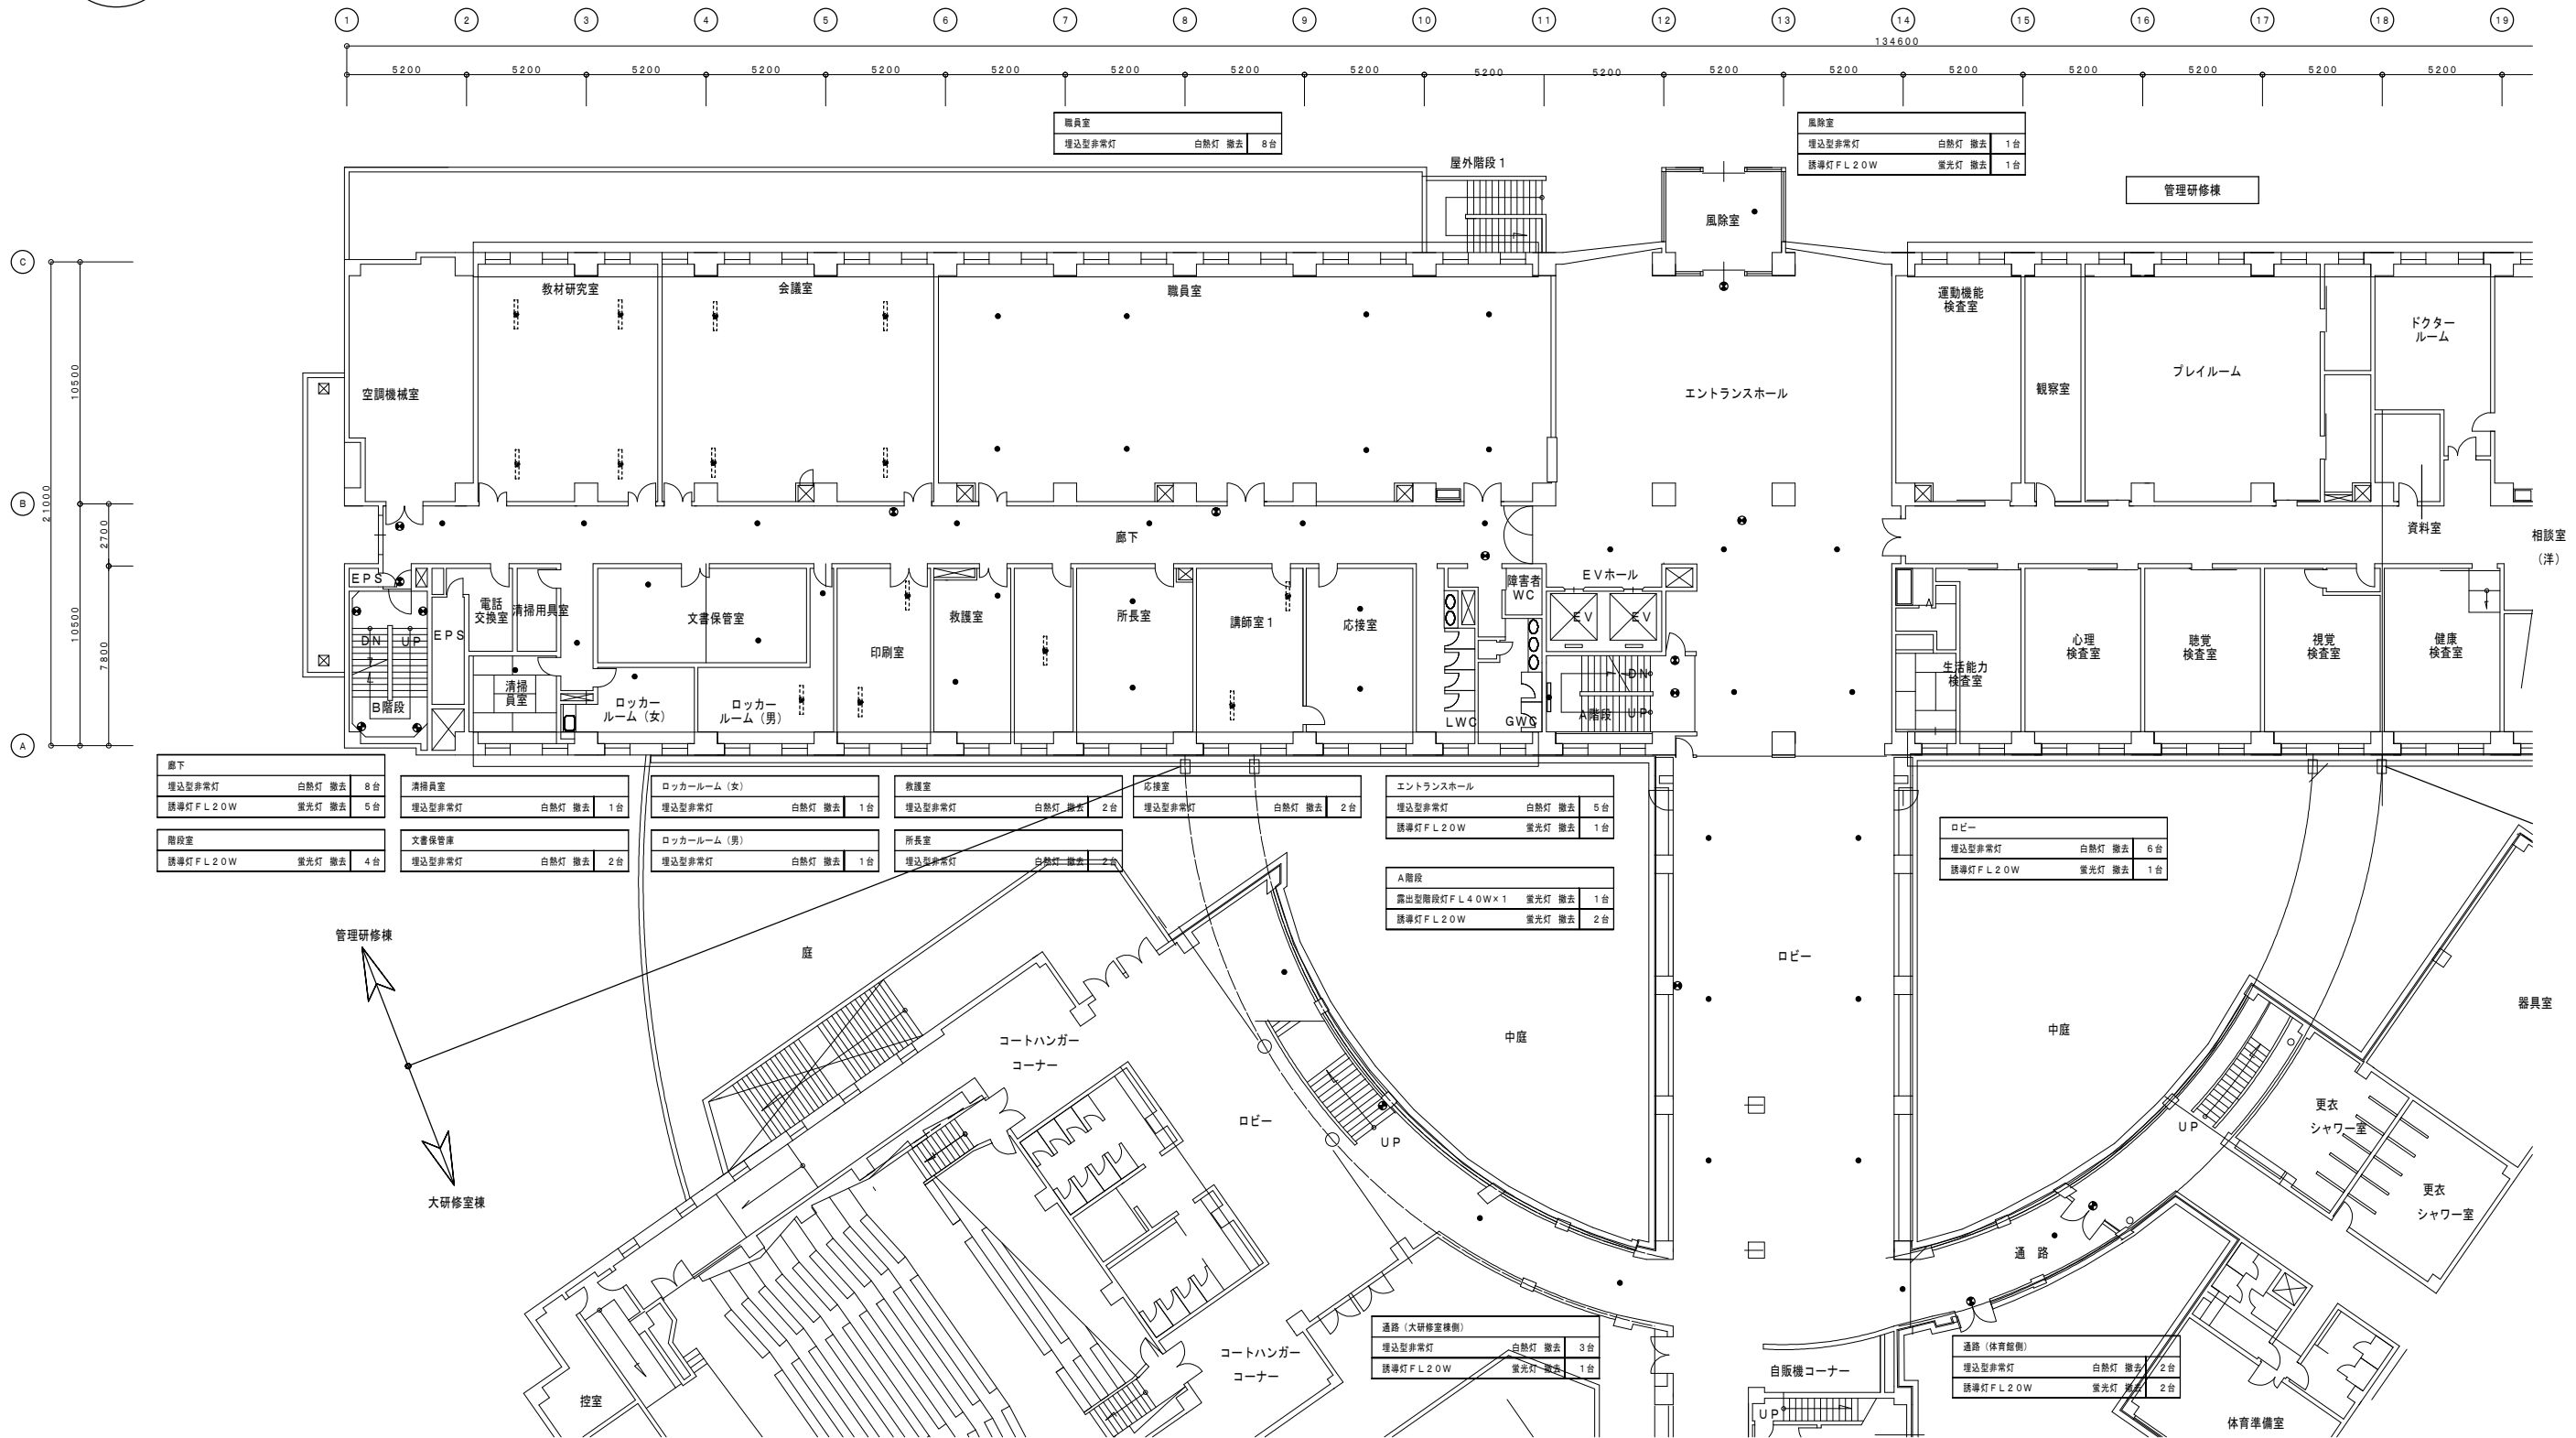 1 2 3 4 5 6 7 8 9 10 11 12 13 14 15 16 17 18 19
134600
5200 5200 5200 5200 5200 5200 5200 5200 5200 5200 5200 5200 5200 5200 5200 5200 5200 5200
職員室
埋込型非常灯 白熱灯 撤去 8台
風除室
埋込型非常灯 白熱灯 撤去 1台
誘導灯FL20W 蛍光灯 撤去 1台
屋外階段1
管理研修棟
風除室
C
教材研究室
会議室
職員室
運動機能
検査室
ドクター
ルーム
空調機械室
エントランスホール
観察室
プレイルーム
10500
B
21000
2700
廊下
資料室
相談室
(洋)
EPS
電話
交換室
清掃用具室
文書保管室
救護室
所長室
講師室1
応接室
障害者
WC
EVホール
EV
EV
10500
7800
DN
UP
EPS
印刷室
心理
検査室
聴覚
検査室
視覚
検査室
健康
検査室
生活能力
検査室
清掃
員室
B階段
ロッカー
ルーム(女)
ロッカー
ルーム(男)
LWC
GWC
A階段
DN
UP
A
廊下
埋込型非常灯 白熱灯 撤去 8台
誘導灯FL20W 蛍光灯 撤去 5台
清掃員室
埋込型非常灯 白熱灯 撤去 1台
ロッカールーム(女)
埋込型非常灯 白熱灯 撤去 1台
救護室
埋込型非常灯 白熱灯 撤去 2台
応接室
埋込型非常灯 白熱灯 撤去 2台
エントランスホール
埋込型非常灯 白熱灯 撤去 5台
誘導灯FL20W 蛍光灯 撤去 1台
階段室
誘導灯FL20W 蛍光灯 撤去 4台
文書保管庫
埋込型非常灯 白熱灯 撤去 2台
ロッカールーム(男)
埋込型非常灯 白熱灯 撤去 1台
所長室
埋込型非常灯 白熱灯 撤去 2台
ロビー
埋込型非常灯 白熱灯 撤去 6台
誘導灯FL20W 蛍光灯 撤去 1台
A階段
露出型階段灯FL40W×1 蛍光灯 撤去 1台
誘導灯FL20W 蛍光灯 撤去 2台
管理研修棟
庭
ロビー
器具室
コートハンガー
コーナー
中庭
中庭
ロビー
UP
UP
更衣
シャワー室
更衣
シャワー室
大研修室棟
通 路
通路(大研修室棟側)
埋込型非常灯 白熱灯 撤去 3台
誘導灯FL20W 蛍光灯 撤去 1台
コートハンガー
コーナー
自販機コーナー
通路(体育館側)
埋込型非常灯 白熱灯 撤去 2台
誘導灯FL20W 蛍光灯 撤去 2台
控室
UP
体育準備室